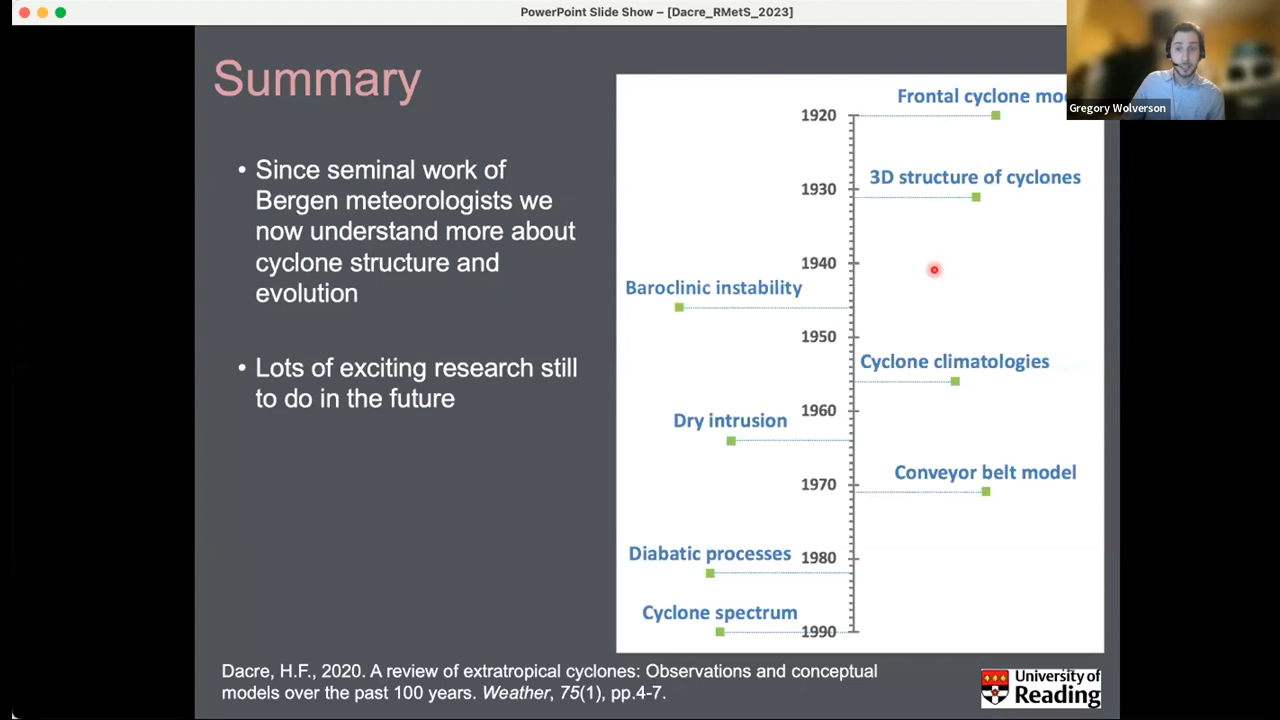 PowerPoint Slide Show – [Dacre_RMetS_2023]
Gregory Wolverson
Summary
• Since seminal work of
Bergen meteorologists we
now understand more about
cyclone structure and
evolution
• Lots of exciting research still
to do in the future
Frontal cyclone
1920
3D structure of cyclones
1930
1940
Baroclinic instability
1950
Cyclone climatologies
1960
Dry intrusion
Conveyor belt model
1970
Diabatic processes
1980
Cyclone spectrum
1990
Dacre, H.F., 2020. A review of extratropical cyclones: Observations and conceptual
models over the past 100 years. Weather, 75(1), pp.4-7.
University of
Reading